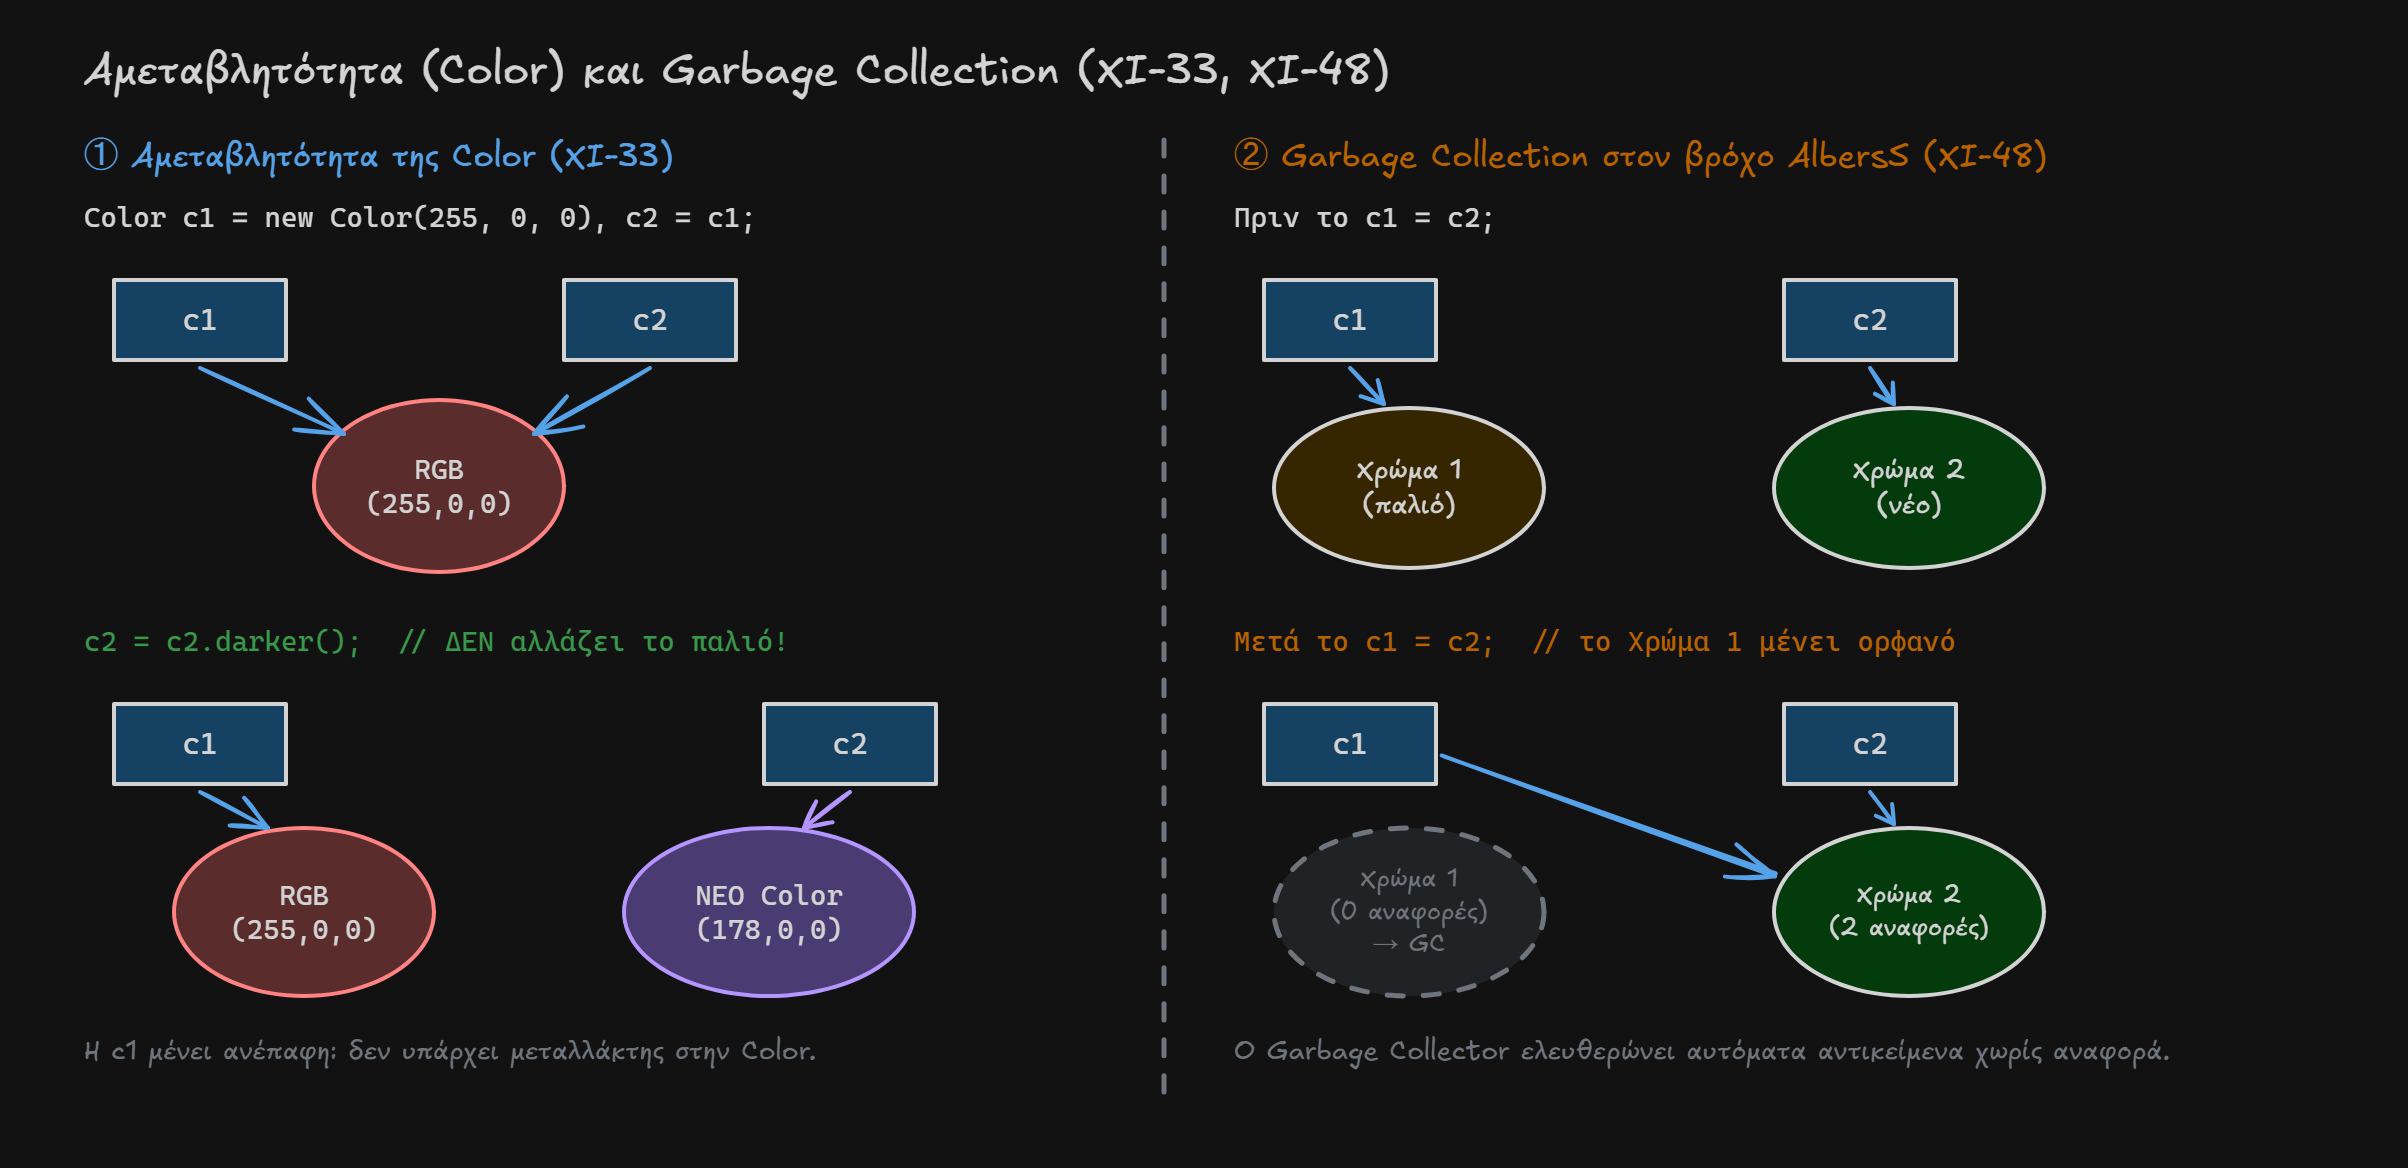 Αμεταβλητότητα (Color) και Garbage Collection (XI-33, XI-48)
① Αμεταβλητότητα της Color (XI-33)
Color c1 = new Color(255, 0, 0), c2 = c1;
c1
c2
RGB
(255,0,0)
c2 = c2.darker();  // ΔΕΝ αλλάζει το παλιό!
c1
c2
RGB
(255,0,0)
ΝΕΟ Color
(178,0,0)
Η c1 μένει ανέπαφη: δεν υπάρχει μεταλλάκτης στην Color.
② Garbage Collection στον βρόχο AlbersS (XI-48)
Πριν το c1 = c2;
c1
c2
Χρώμα 1
(παλιό)
Χρώμα 2
(νέο)
Μετά το c1 = c2;  // το Χρώμα 1 μένει ορφανό
c1
c2
Χρώμα 1
(0 αναφορές)
→ GC
Χρώμα 2
(2 αναφορές)
Ο Garbage Collector ελευθερώνει αυτόματα αντικείμενα χωρίς αναφορά.